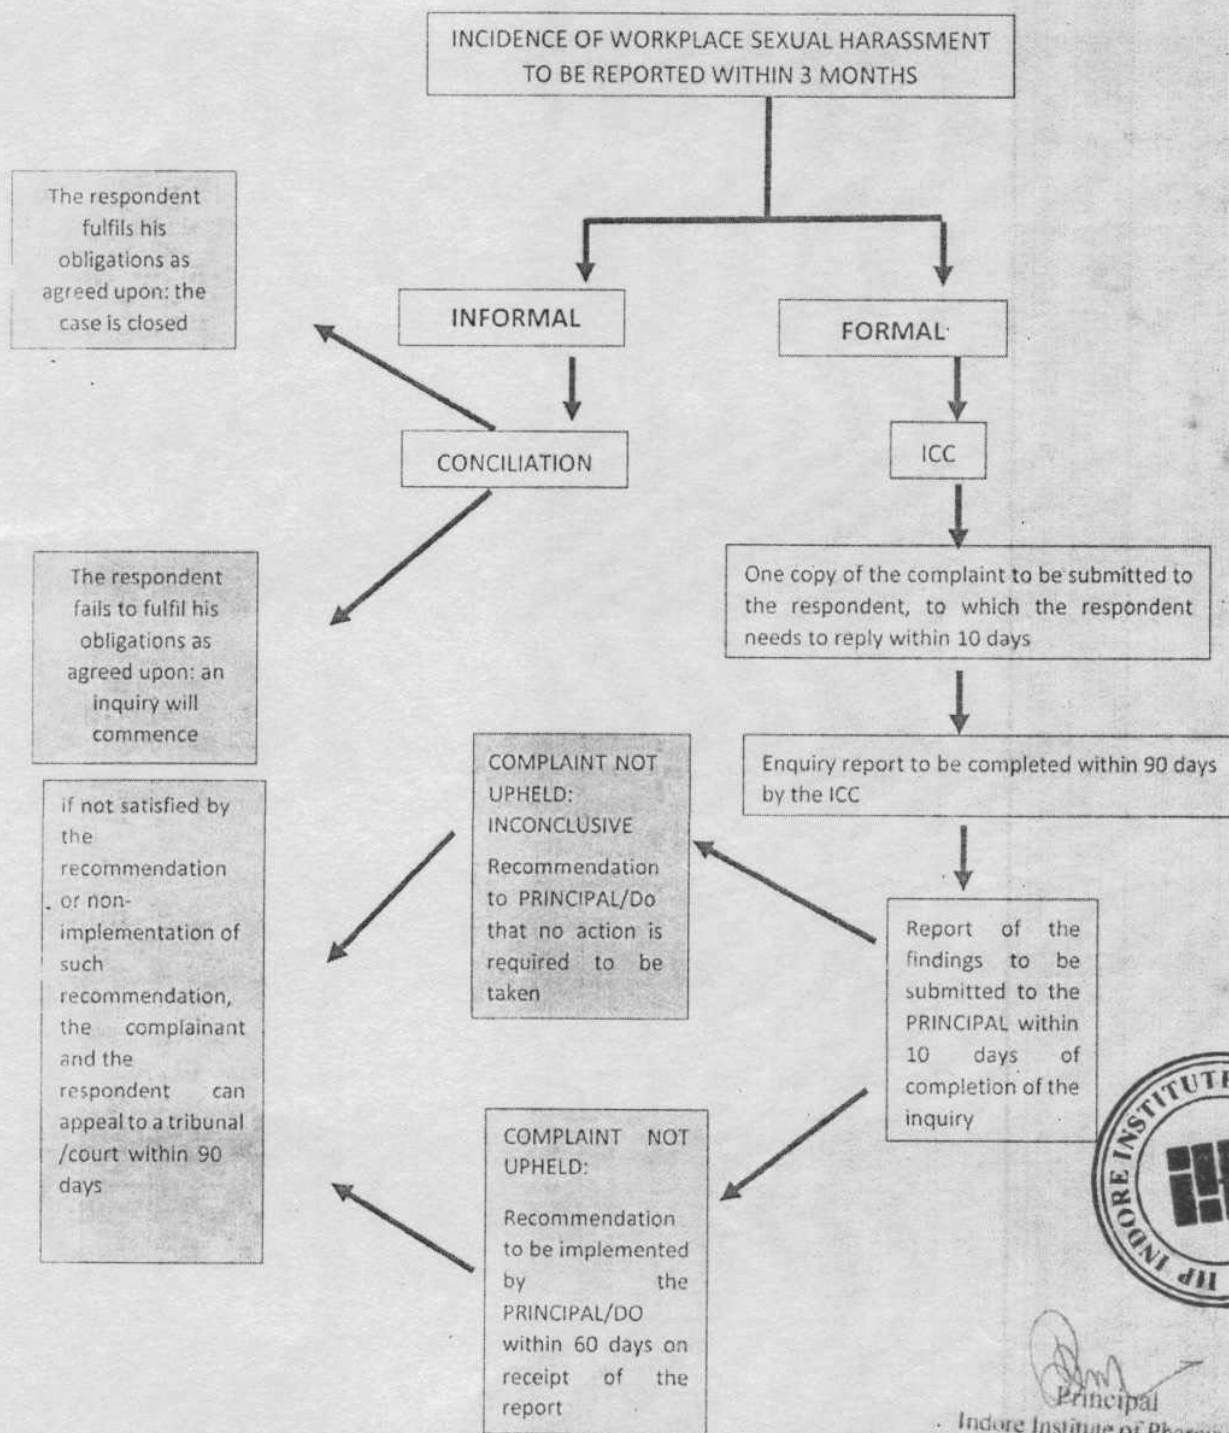 INCIDENCE OF WORKPLACE SEXUAL HARASSMENT
TO BE REPORTED WITHIN 3 MONTHS
The respondent
fulfils his
obligations as
agreed upon: the
case is closed
INFORMAL
FORMAL
CONCILIATION
ICC
The respondent
fails to fulfil his
obligations as
agreed upon: an
inquiry will
commence
One copy of the complaint to be submitted to
the respondent, to which the respondent
needs to reply within 10 days
Enquiry report to be completed within 90 days
by the ICC
COMPLAINT NOT
UPHELD:
INCONCLUSIVE
Recommendation
to PRINCIPAL/Do
that no action is
required to be
taken
if not satisfied by
the
recommendation
or non-
implementation of
such
recommendation,
the complainant
and the
respondent can
appeal to a tribunal
/court within 90
days
Report of the
findings to be
submitted to the
PRINCIPAL within
10 days of
completion of the
inquiry
COMPLAINT NOT
UPHELD:
Recommendation
to be implemented
by the
PRINCIPAL/DO
within 60 days on
receipt of the
report
IIP INDORE INSTITUTE
Principal
Indore Institute of